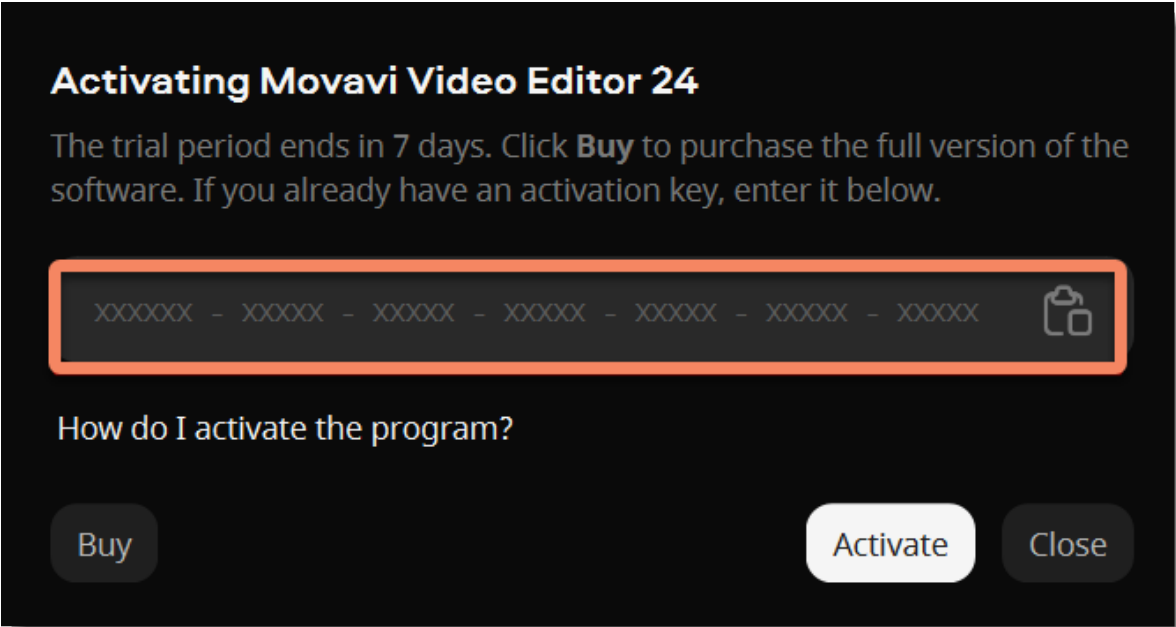 Activating Movavi Video Editor 24
The trial period ends in 7 days. Click Buy to purchase the full version of the
software. If you already have an activation key, enter it below.
XXXXXX - XXXXX - XXXXX - XXXXX - XXXXX - XXXXX - XXXXX
How do I activate the program?
Buy
Activate
Close